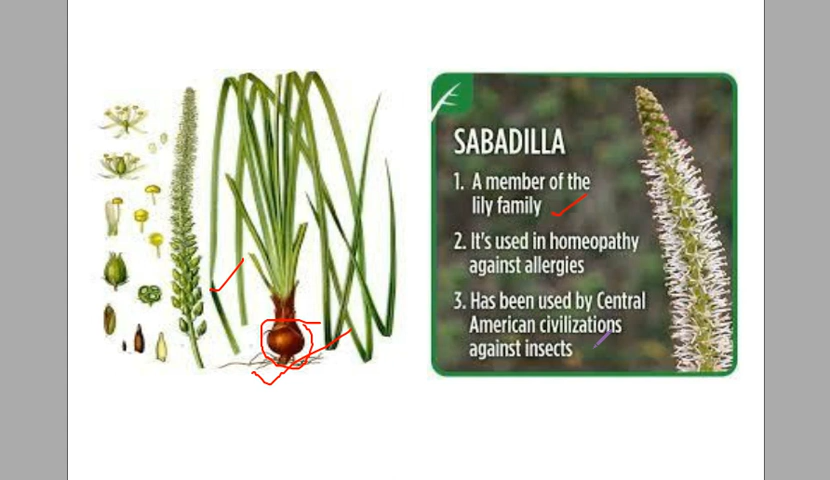 SABADILLA
1. A member of the
lily family
2. It's used in homeopathy
against allergies
3. Has been used by Central
American civilizations
against insects